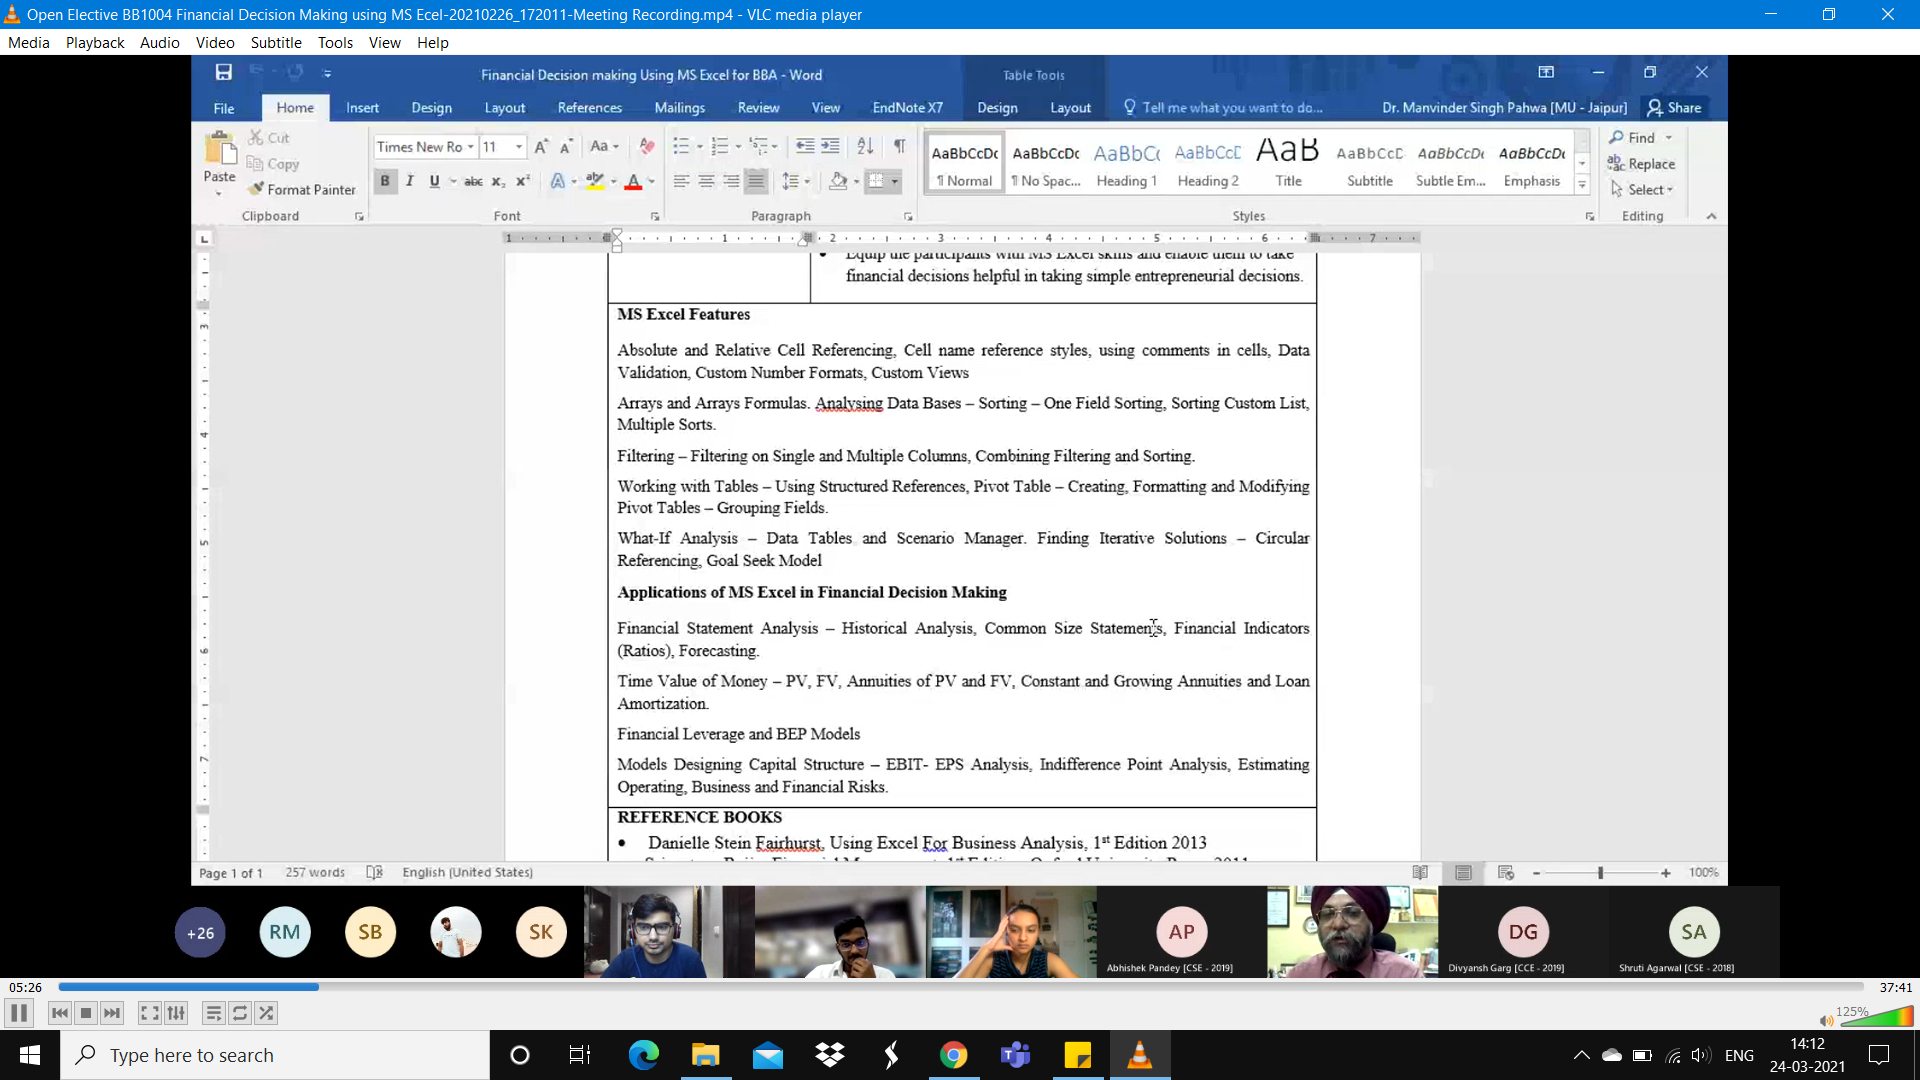 Open Elective BB1004 Financial Decision Making using MS Ecel-20210226_172011-Meeting Recording.mp4 - VLC media player
Media Playback Audio Video Subtitle Tools View Help
Financial Decision making Using MS Excel for BBA - Word
Table Tools
File Home Insert Design Layout References Mailings Review View EndNote X7 Design Layout Tell me what you want to do... Dr. Manvinder Singh Pahwa [MU - Jaipur] Share
Paste
Cut
Copy
Format Painter
Times New Ro 11
AaBbCcDc AaBbCcDc AaBbCc AaBbCcD AaB AaBbCcD AaBbCcDc AaBbCcDc
¶ Normal ¶ No Spac... Heading 1 Heading 2 Title Subtitle Subtle Em... Emphasis
Find
Replace
Select
Clipboard Font Paragraph Styles Editing
1 1 2 3 4 5 6 7
• Equip the participants with MS Excel skills and enable them to take
financial decisions helpful in taking simple entrepreneurial decisions.
MS Excel Features
Absolute and Relative Cell Referencing, Cell name reference styles, using comments in cells, Data
Validation, Custom Number Formats, Custom Views
Arrays and Arrays Formulas. Analysing Data Bases – Sorting – One Field Sorting, Sorting Custom List,
Multiple Sorts.
Filtering – Filtering on Single and Multiple Columns, Combining Filtering and Sorting.
Working with Tables – Using Structured References, Pivot Table – Creating, Formatting and Modifying
Pivot Tables – Grouping Fields.
What-If Analysis – Data Tables and Scenario Manager. Finding Iterative Solutions – Circular
Referencing, Goal Seek Model
Applications of MS Excel in Financial Decision Making
Financial Statement Analysis – Historical Analysis, Common Size Statements, Financial Indicators
(Ratios), Forecasting.
Time Value of Money – PV, FV, Annuities of PV and FV, Constant and Growing Annuities and Loan
Amortization.
Financial Leverage and BEP Models
Models Designing Capital Structure – EBIT- EPS Analysis, Indifference Point Analysis, Estimating
Operating, Business and Financial Risks.
REFERENCE BOOKS
• Danielle Stein Fairhurst, Using Excel For Business Analysis, 1st Edition 2013
Page 1 of 1 257 words English (United States) 100%
+26 RM SB SK AP DG SA
Abhishek Pandey [CSE - 2019] Divyansh Garg [CCE - 2019] Shruti Agarwal [CSE - 2018]
05:26 37:41
125%
Type here to search
ENG
14:12
24-03-2021